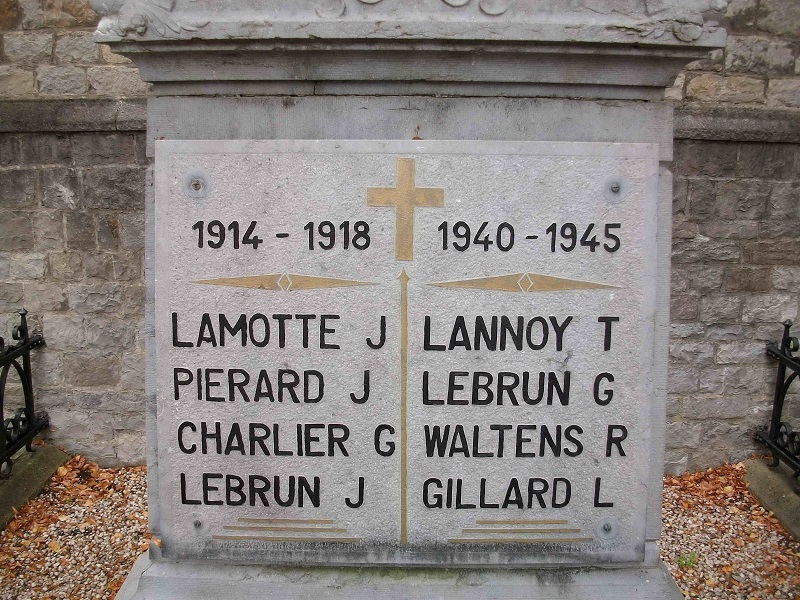 1914 - 1918
LAMOTTE J
PIERARD J
CHARLIER G
LEBRUN J
1940 - 1945
LANNOY T
LEBRUN G
WALTENS R
GILLARD L